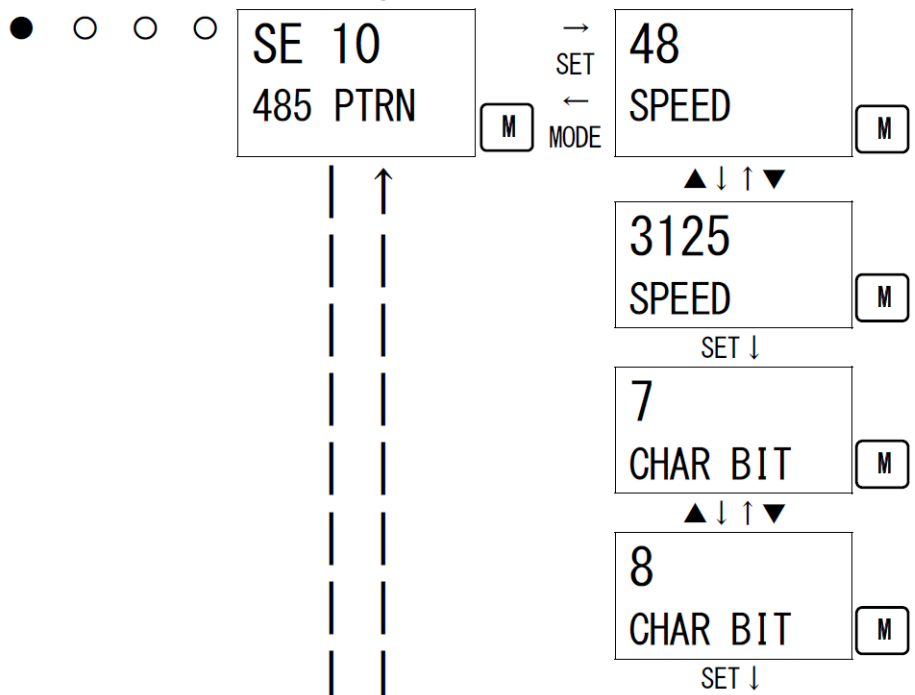 ● ○ ○ ○ SE 10 → 48
485 PTRN M SET SPEED M
← MODE
▲↓↑▼
3125
SPEED M
SET↓
7
CHAR BIT M
▲↓↑▼
8
CHAR BIT M
SET↓